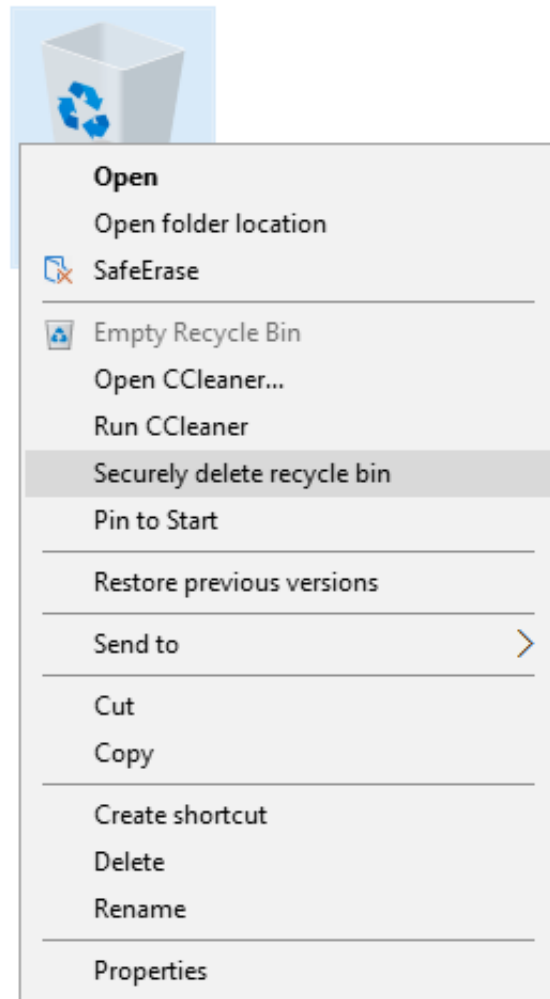 Open
Open folder location
SafeErase
Empty Recycle Bin
Open CCleaner...
Run CCleaner
Securely delete recycle bin
Pin to Start
Restore previous versions
Send to
Cut
Copy
Create shortcut
Delete
Rename
Properties